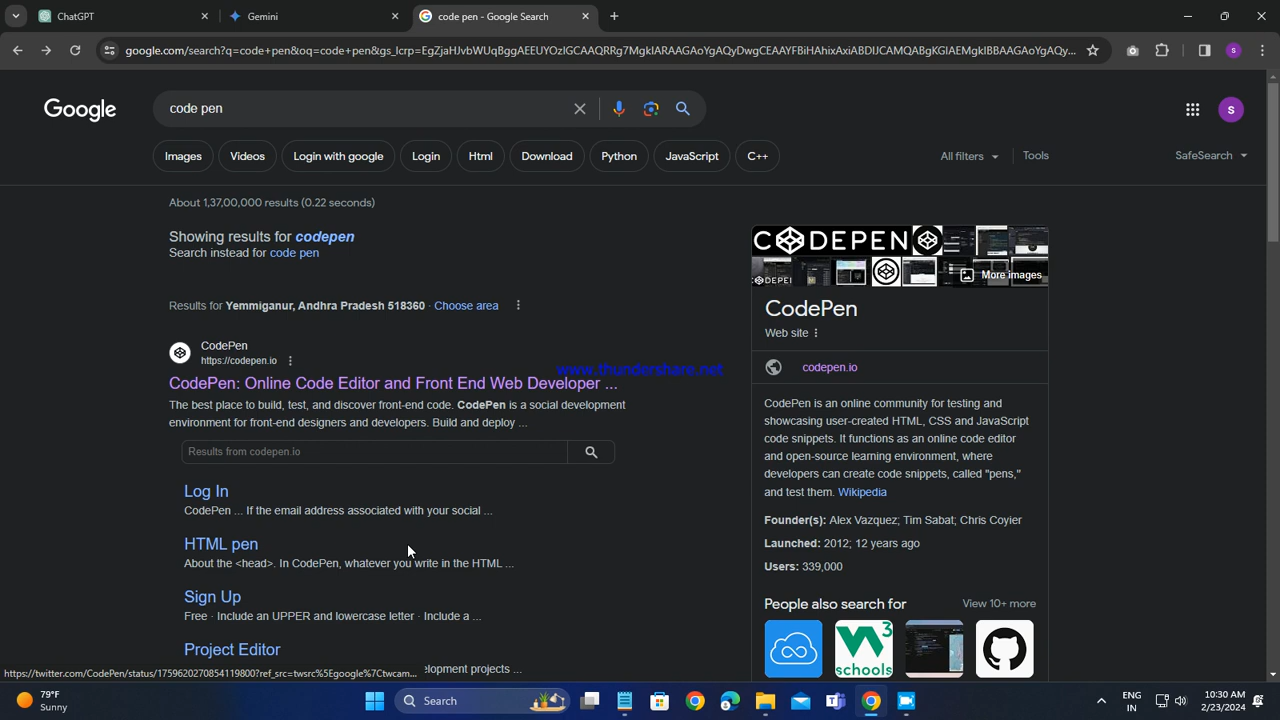 ChatGPT
Gemini
code pen - Google Search
google.com/search?q=code+pen&oq=code+pen&gs_lcrp=EgZjaHJvbWUqBggAEEUYOzIGCAAQRRg7MgkIARAAGAoYgAQyDwgCEAAYFBiHAhixAxiABDIJCAMQABgKGIAEMgkIBBAAGAoYgAQy...
Google
code pen
S
Images
Videos
Login with google
Login
Html
Download
Python
JavaScript
C++
All filters
Tools
SafeSearch
About 1,37,00,000 results (0.22 seconds)
Showing results for codepen
Search instead for code pen
Results for Yemmiganur, Andhra Pradesh 518360 · Choose area
CodePen
https://codepen.io
CodePen: Online Code Editor and Front End Web Developer ...
The best place to build, test, and discover front-end code. CodePen is a social development
environment for front-end designers and developers. Build and deploy ...
Results from codepen.io
Log In
CodePen ... If the email address associated with your social ...
HTML pen
About the <head>. In CodePen, whatever you write in the HTML ...
Sign Up
Free · Include an UPPER and lowercase letter · Include a ...
Project Editor
elopment projects ...
https://twitter.com/CodePen/status/1759652708541198007?ref_src=twsrc%5Egoogle%7Ctwcam...
www.thundershare.net
CODEPEN
CODEPEN
More images
CodePen
Web site
codepen.io
CodePen is an online community for testing and
showcasing user-created HTML, CSS and JavaScript
code snippets. It functions as an online code editor
and open-source learning environment, where
developers can create code snippets, called "pens,"
and test them. Wikipedia
Founder(s): Alex Vazquez; Tim Sabat; Chris Coyier
Launched: 2012; 12 years ago
Users: 339,000
People also search for
View 10+ more
W3
schools
79°F
Sunny
Search
ENG
IN
10:30 AM
2/23/2024